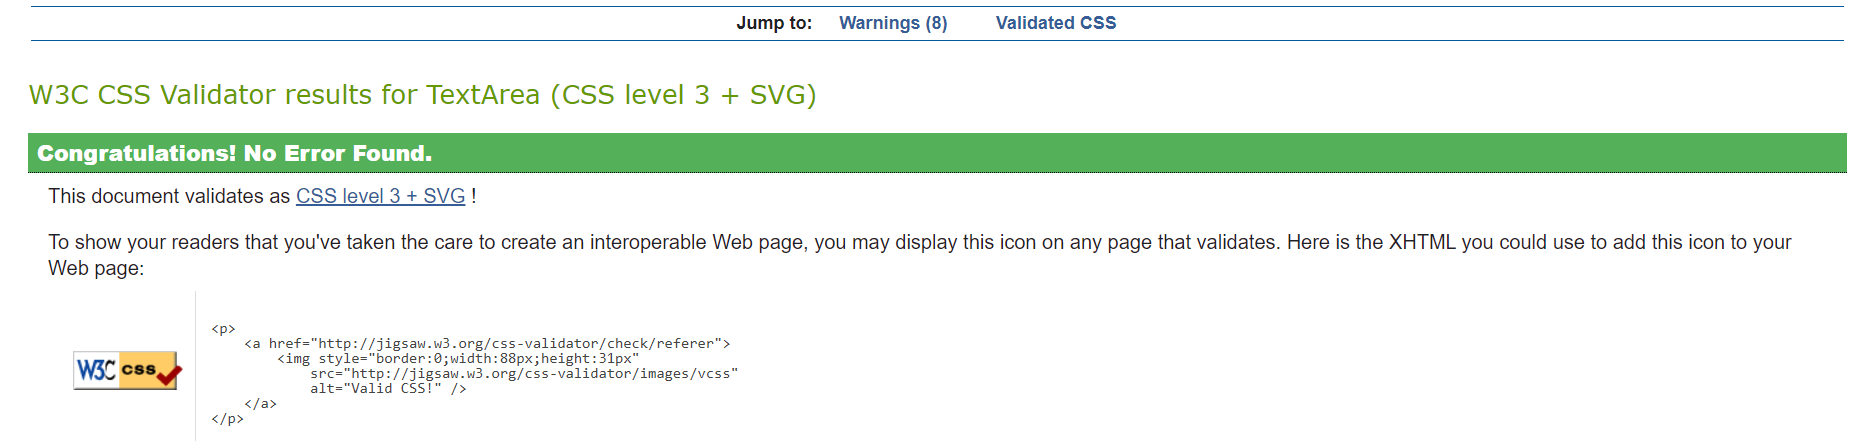 Jump to: Warnings (8) Validated CSS
W3C CSS Validator results for TextArea (CSS level 3 + SVG)
Congratulations! No Error Found.
This document validates as CSS level 3 + SVG !
To show your readers that you've taken the care to create an interoperable Web page, you may display this icon on any page that validates. Here is the XHTML you could use to add this icon to your
Web page:
W3C css
<p>
    <a href="http://jigsaw.w3.org/css-validator/check/referer">
        <img style="border:0;width:88px;height:31px"
            src="http://jigsaw.w3.org/css-validator/images/vcss"
            alt="Valid CSS!" />
    </a>
</p>